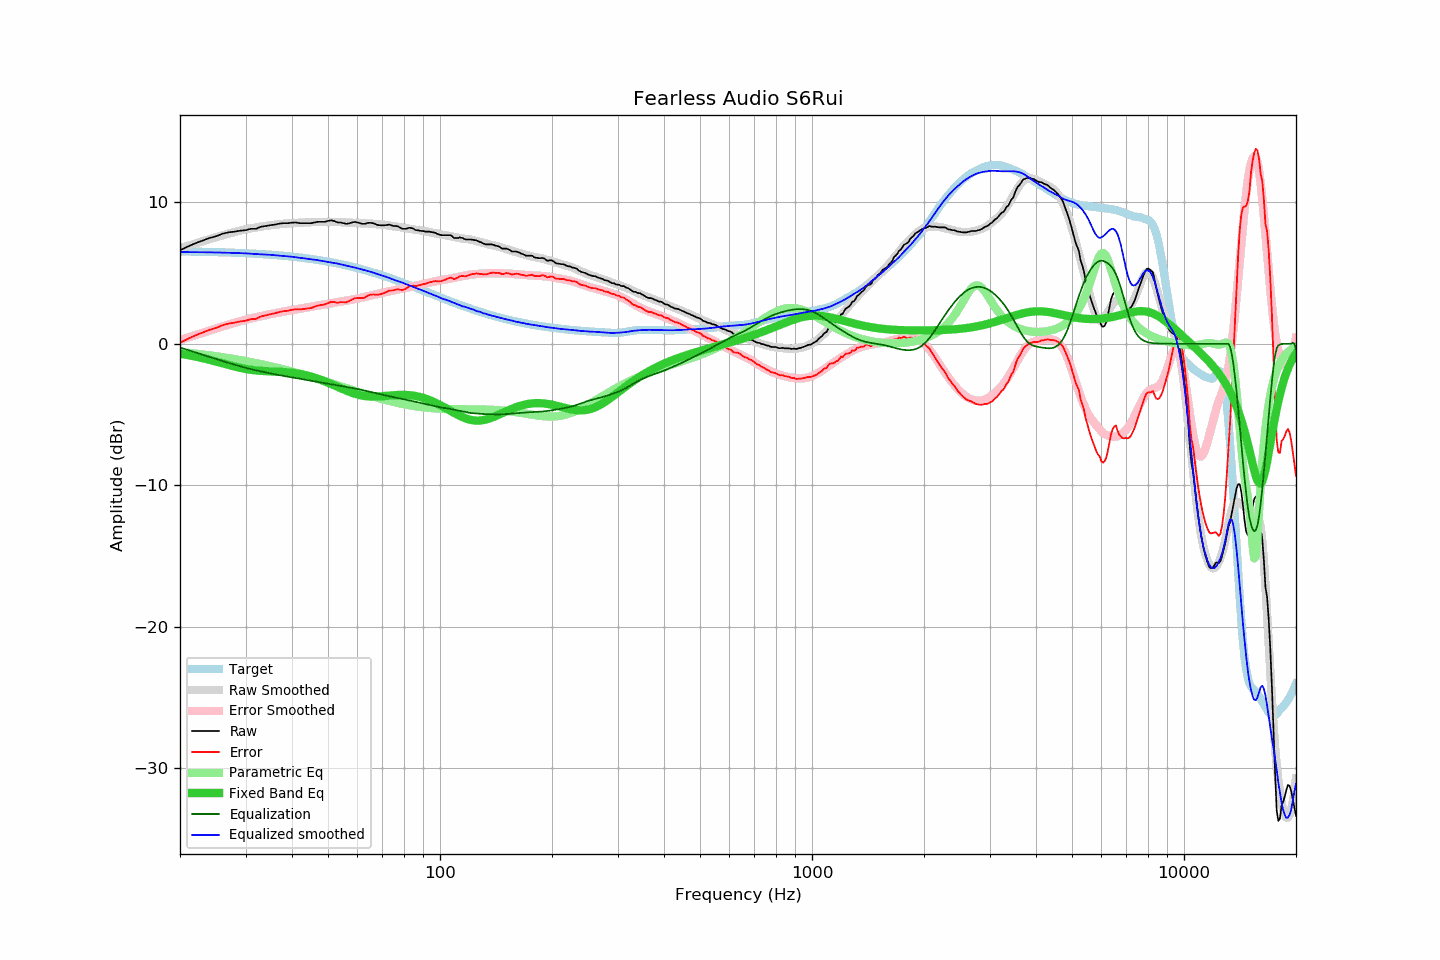 Fearless Audio S6Rui
10
0
−10
−20
−30
Amplitude (dBr)
Target
Raw Smoothed
Error Smoothed
Raw
Error
Parametric Eq
Fixed Band Eq
Equalization
Equalized smoothed
100
1000
10000
Frequency (Hz)